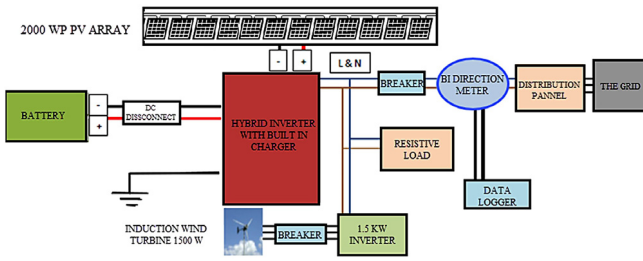 2000 WP PV ARRAY
-
+
L & N
BATTERY
-
+
DC
DISSCONNECT
HYBRID INVERTER
WITH BUILT IN
CHARGER
BREAKER
BI DIRECTION
METER
DISTRIBUTION
PANNEL
THE GRID
RESISTIVE
LOAD
DATA
LOGGER
INDUCTION WIND
TURBINE 1500 W
BREAKER
1.5 KW
INVERTER